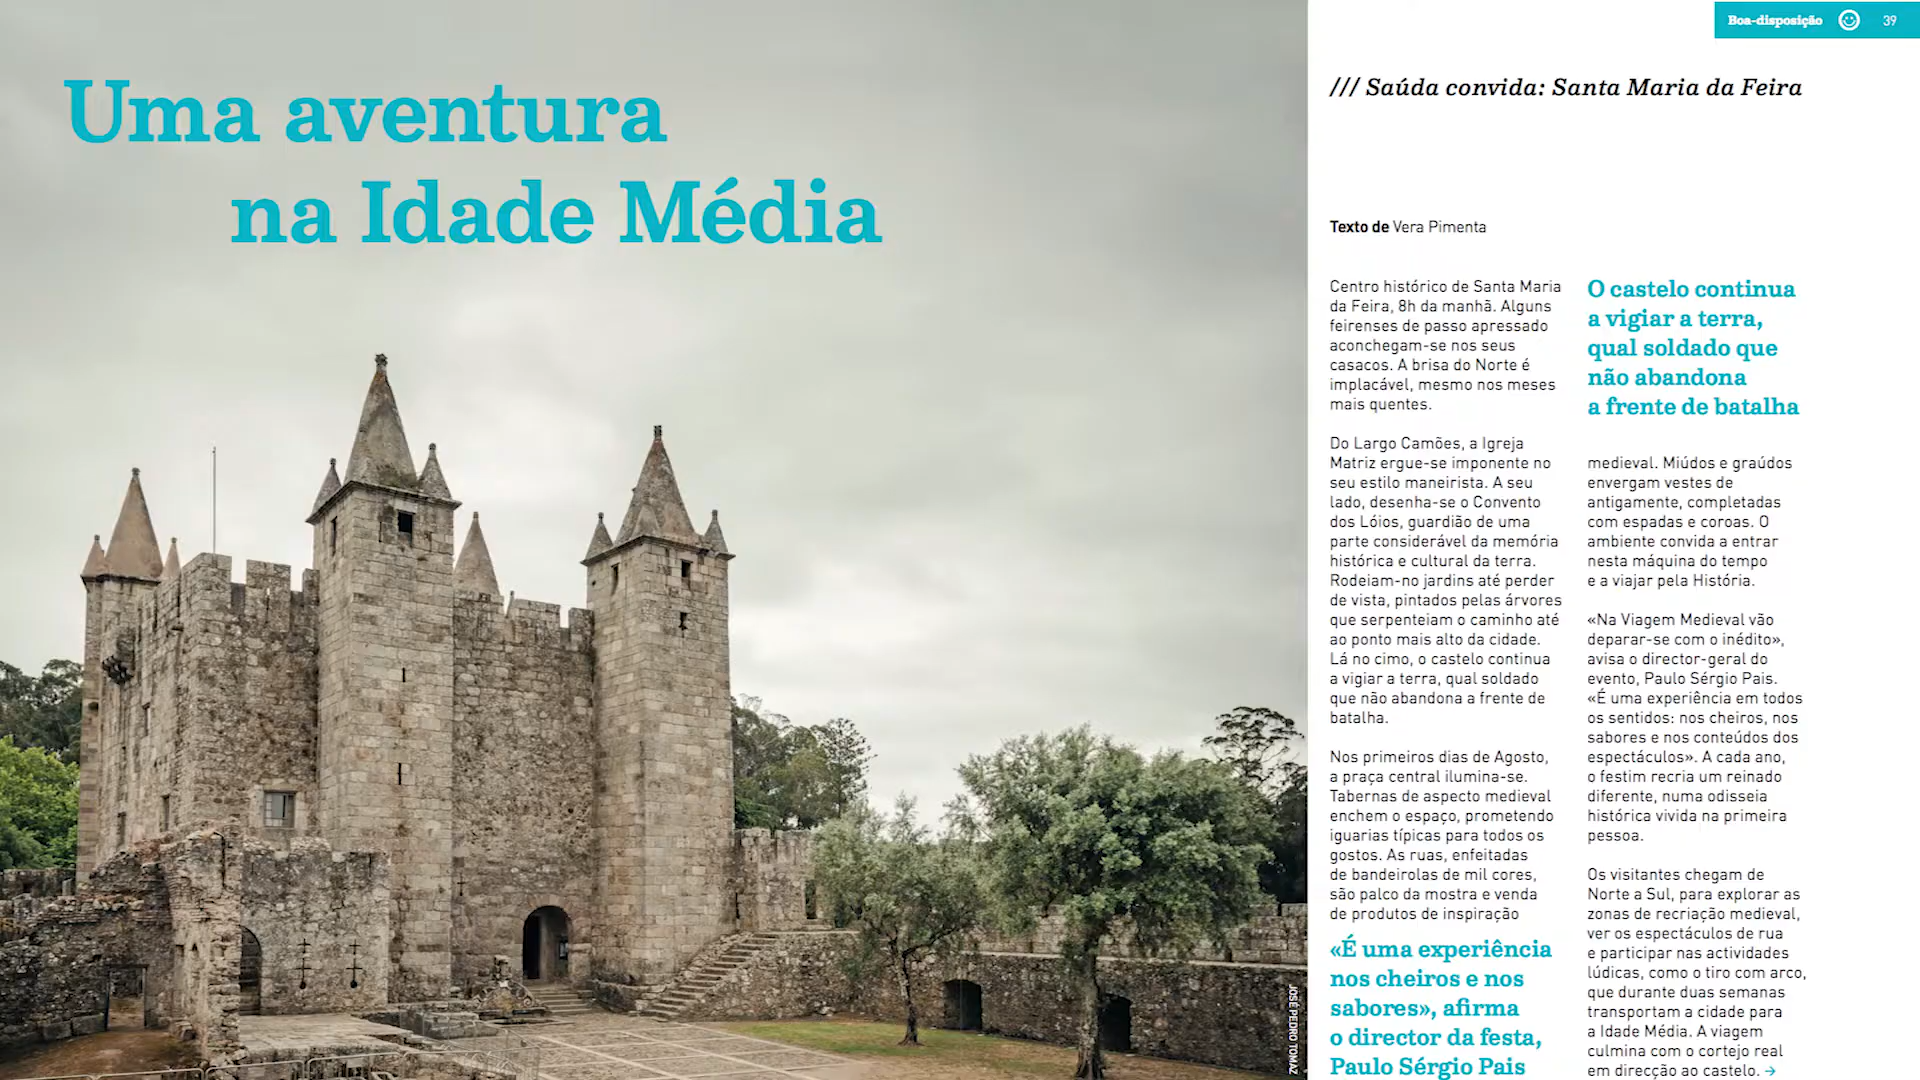 Boa-disposição
39
Uma aventura
na Idade Média
/// Saúda convida: Santa Maria da Feira
Texto de Vera Pimenta
Centro histórico de Santa Maria
da Feira, 8h da manhã. Alguns
feirenses de passo apressado
aconchegam-se nos seus
casacos. A brisa do Norte é
implacável, mesmo nos meses
mais quentes.
Do Largo Camões, a Igreja
Matriz ergue-se imponente no
seu estilo maneirista. A seu
lado, desenha-se o Convento
dos Lóios, guardião de uma
parte considerável da memória
histórica e cultural da terra.
Rodeiam-no jardins até perder
de vista, pintados pelas árvores
que serpenteiam o caminho até
ao ponto mais alto da cidade.
Lá no cimo, o castelo continua
a vigiar a terra, qual soldado
que não abandona a frente de
batalha.
Nos primeiros dias de Agosto,
a praça central ilumina-se.
Tabernas de aspecto medieval
enchem o espaço, prometendo
iguarias típicas para todos os
gostos. As ruas, enfeitadas
de bandeirolas de mil cores,
são palco da mostra e venda
de produtos de inspiração
«É uma experiência
nos cheiros e nos
sabores», afirma
o director da festa,
Paulo Sérgio Pais
O castelo continua
a vigiar a terra,
qual soldado que
não abandona
a frente de batalha
medieval. Miúdos e graúdos
envergam vestes de
antigamente, completadas
com espadas e coroas. O
ambiente convida a entrar
nesta máquina do tempo
e a viajar pela História.
«Na Viagem Medieval vão
deparar-se com o inédito»,
avisa o director-geral do
evento, Paulo Sérgio Pais.
«É uma experiência em todos
os sentidos: nos cheiros, nos
sabores e nos conteúdos dos
espectáculos». A cada ano,
o festim recria um reinado
diferente, numa odisseia
histórica vivida na primeira
pessoa.
Os visitantes chegam de
Norte a Sul, para explorar as
zonas de recriação medieval,
ver os espectáculos de rua
e participar nas actividades
lúdicas, como o tiro com arco,
que durante duas semanas
transportam a cidade para
a Idade Média. A viagem
culmina com o cortejo real
em direcção ao castelo. →
JOSÉ PEDRO TOMAZ